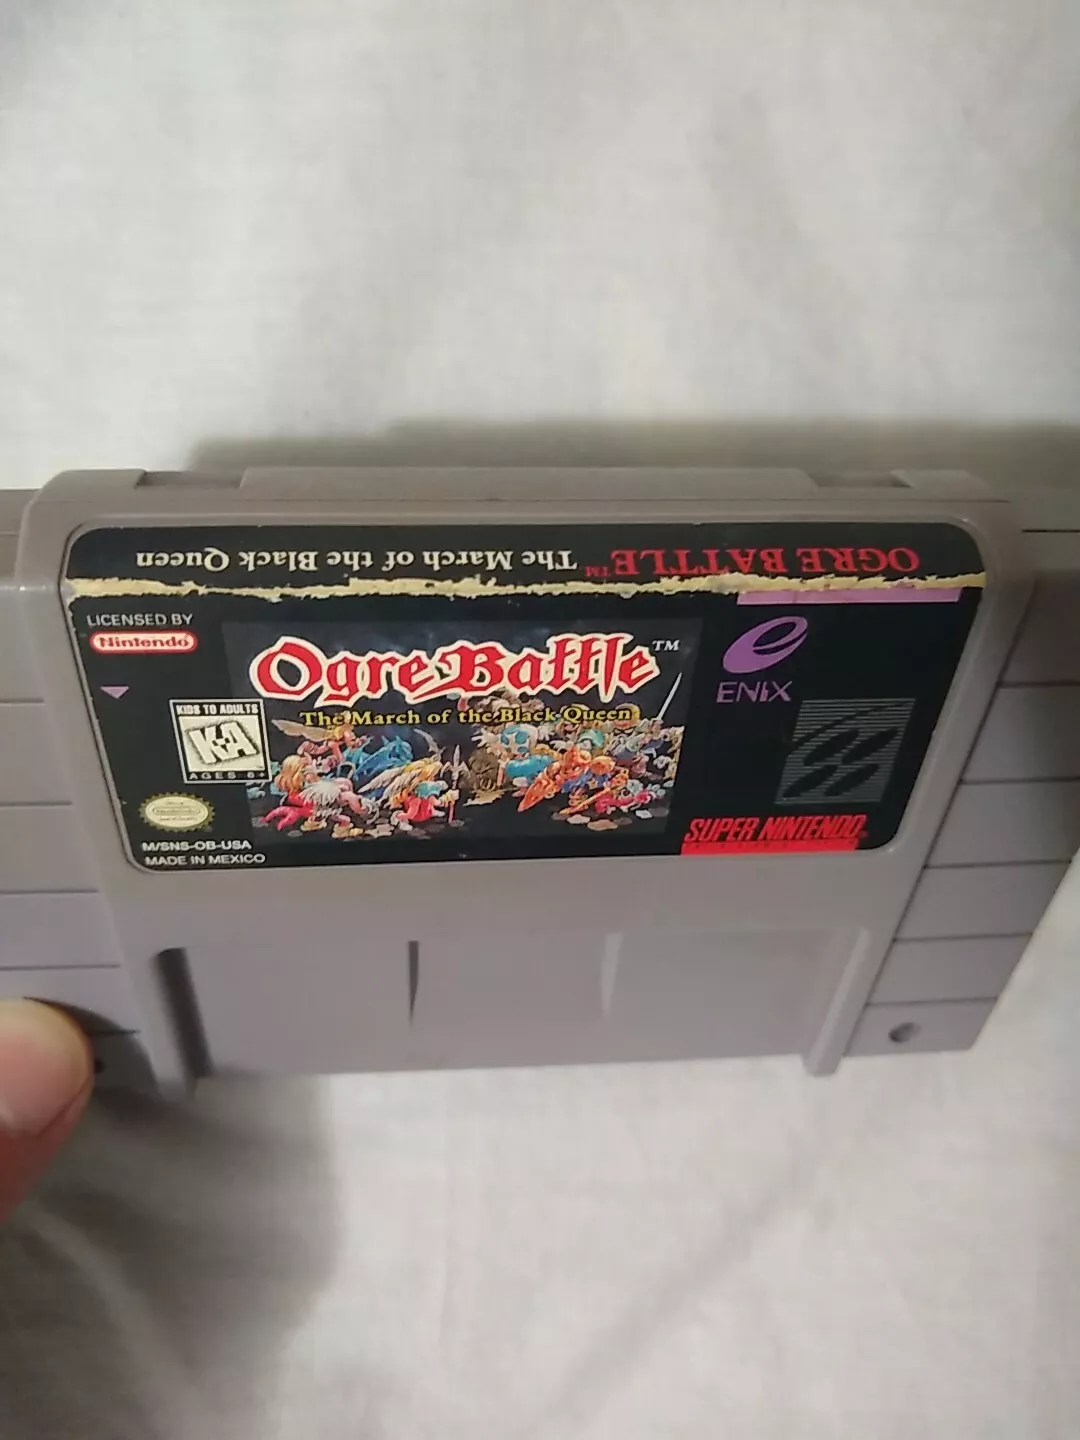 OGRE BATTLE™ The March of the Black Queen
LICENSED BY
Nintendo
Ogre Battle™
The March of the Black Queen
ENIX
KIDS TO ADULTS
K-A
AGES 6+
M/SNS-OB-USA
MADE IN MEXICO
SUPER NINTENDO